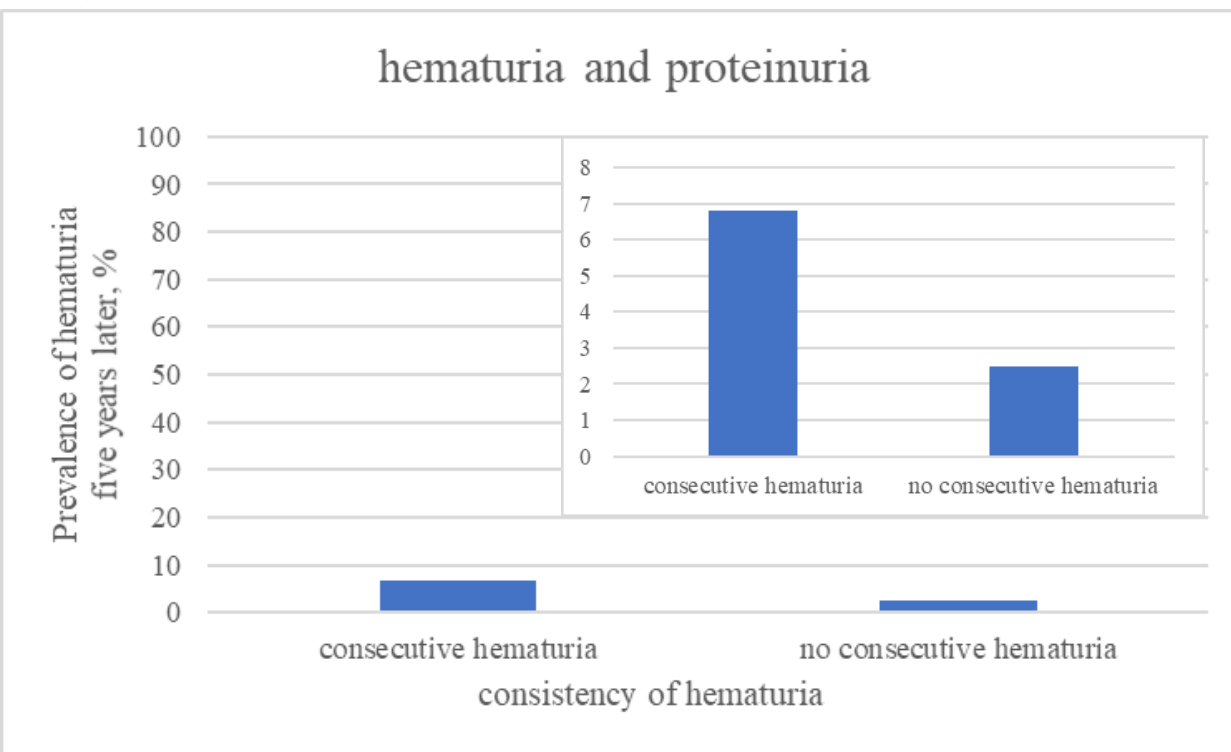 hematuria and proteinuria
Prevalence of hematuria
five years later, %
100
90
80
70
60
50
40
30
20
10
0
8
7
6
5
4
3
2
1
0
consecutive hematuria
no consecutive hematuria
consecutive hematuria
no consecutive hematuria
consistency of hematuria